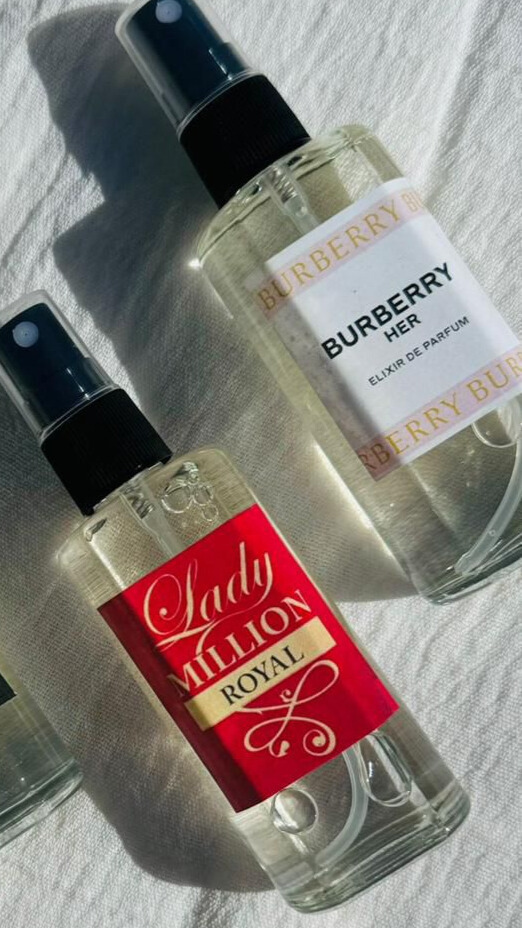 BURBERRY BU
BURBERRY
HER
ELIXIR DE PARFUM
RBERRY BUR
Lady
MILLION
ROYAL